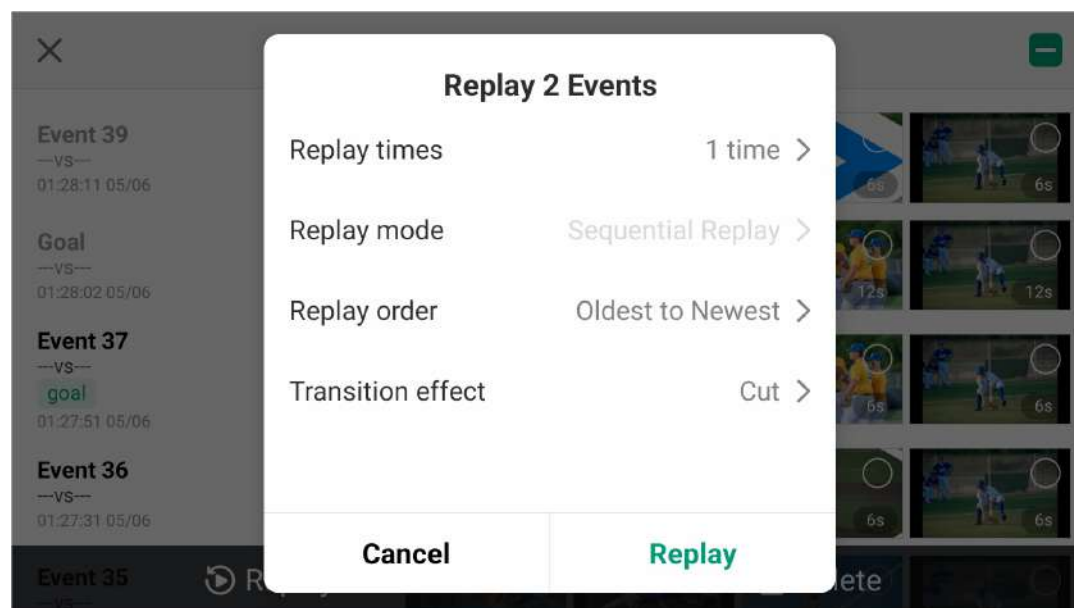 Replay 2 Events
Replay times 1 time
Replay mode Sequential Replay
Replay order Oldest to Newest
Transition effect Cut
Cancel Replay
Event 39
---vs---
01:28:11 05/06
Goal
---vs---
01:28:02 05/06
Event 37
---vs---
goal
01:27:51 05/06
Event 36
---vs---
01:27:31 05/06
Event 35
---vs---
6s 6s
12s 12s
6s 6s
6s 6s